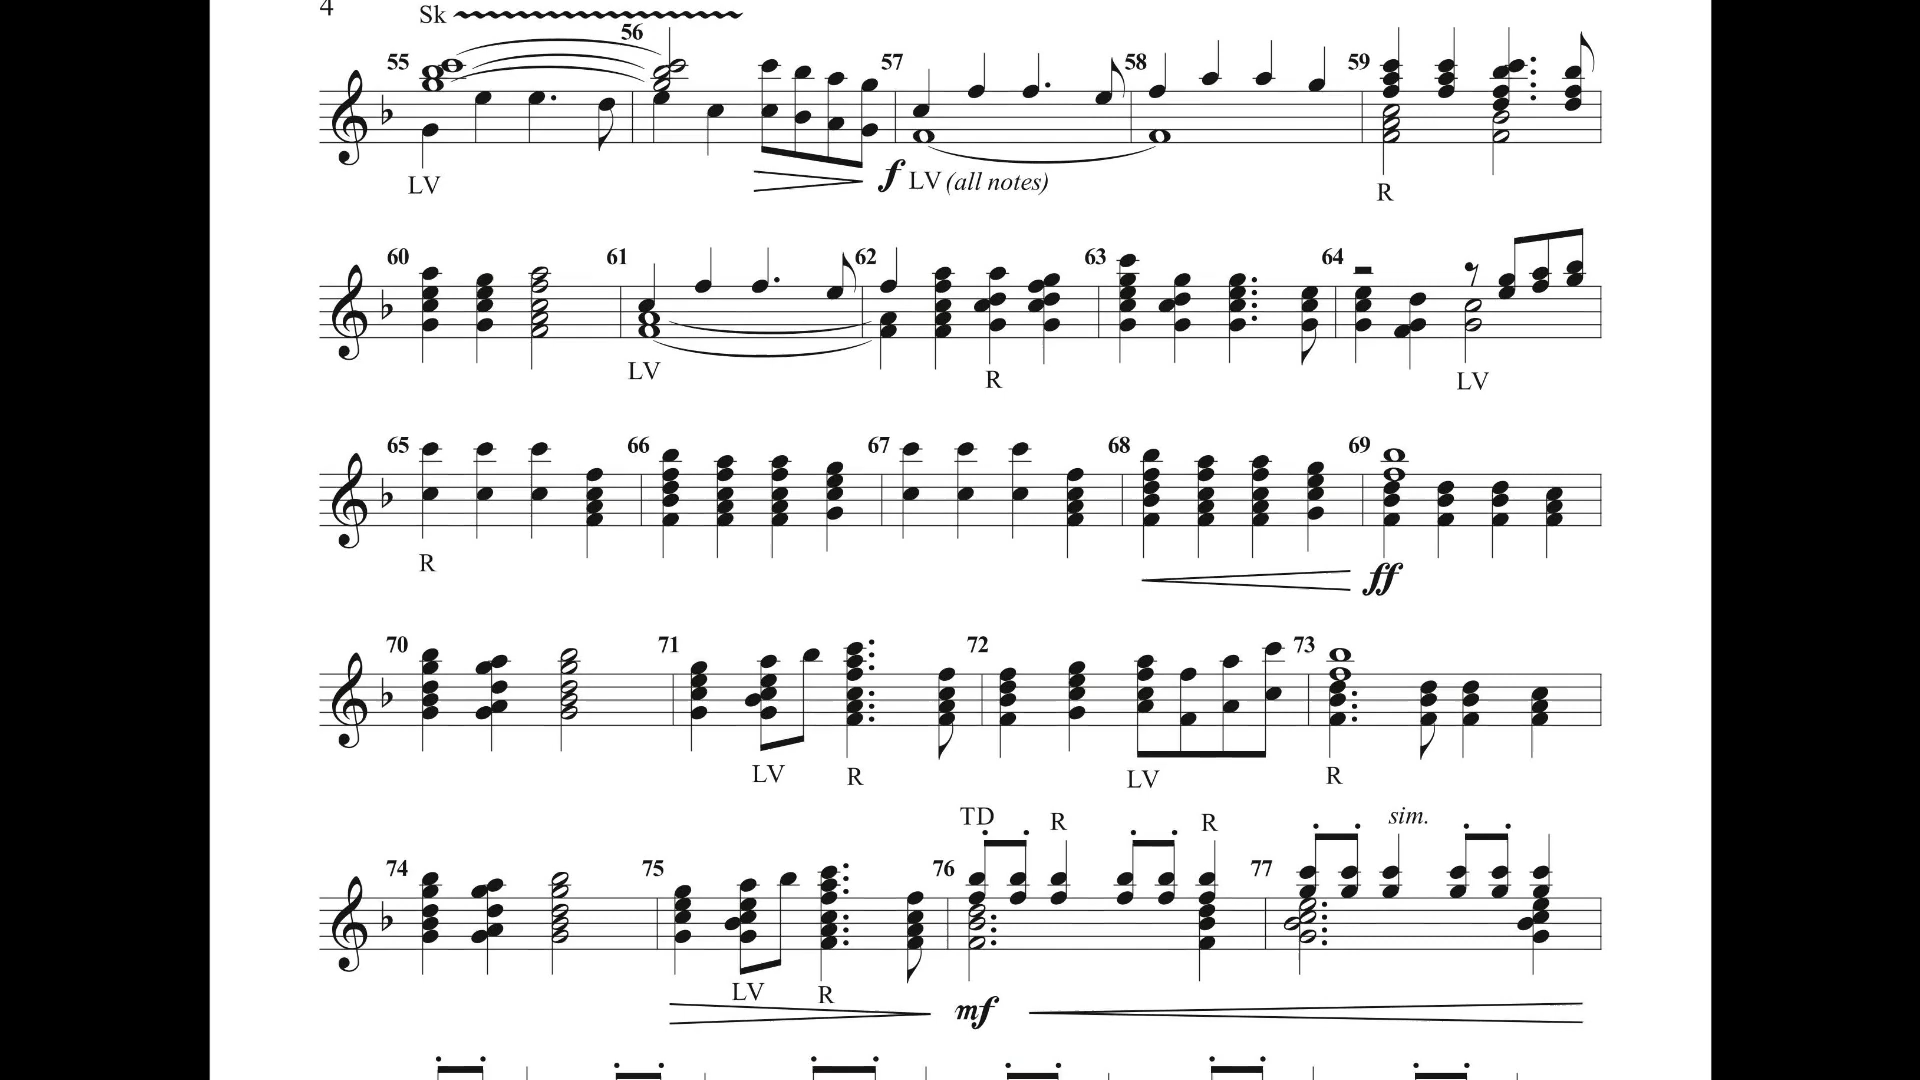 4
Sk
55 56 57 58 59
LV f LV (all notes) R
60 61 62 63 64
LV R LV
65 66 67 68 69
R ff
70 71 72 73
LV R LV R
TD R R sim.
74 75 76 77
LV R mf